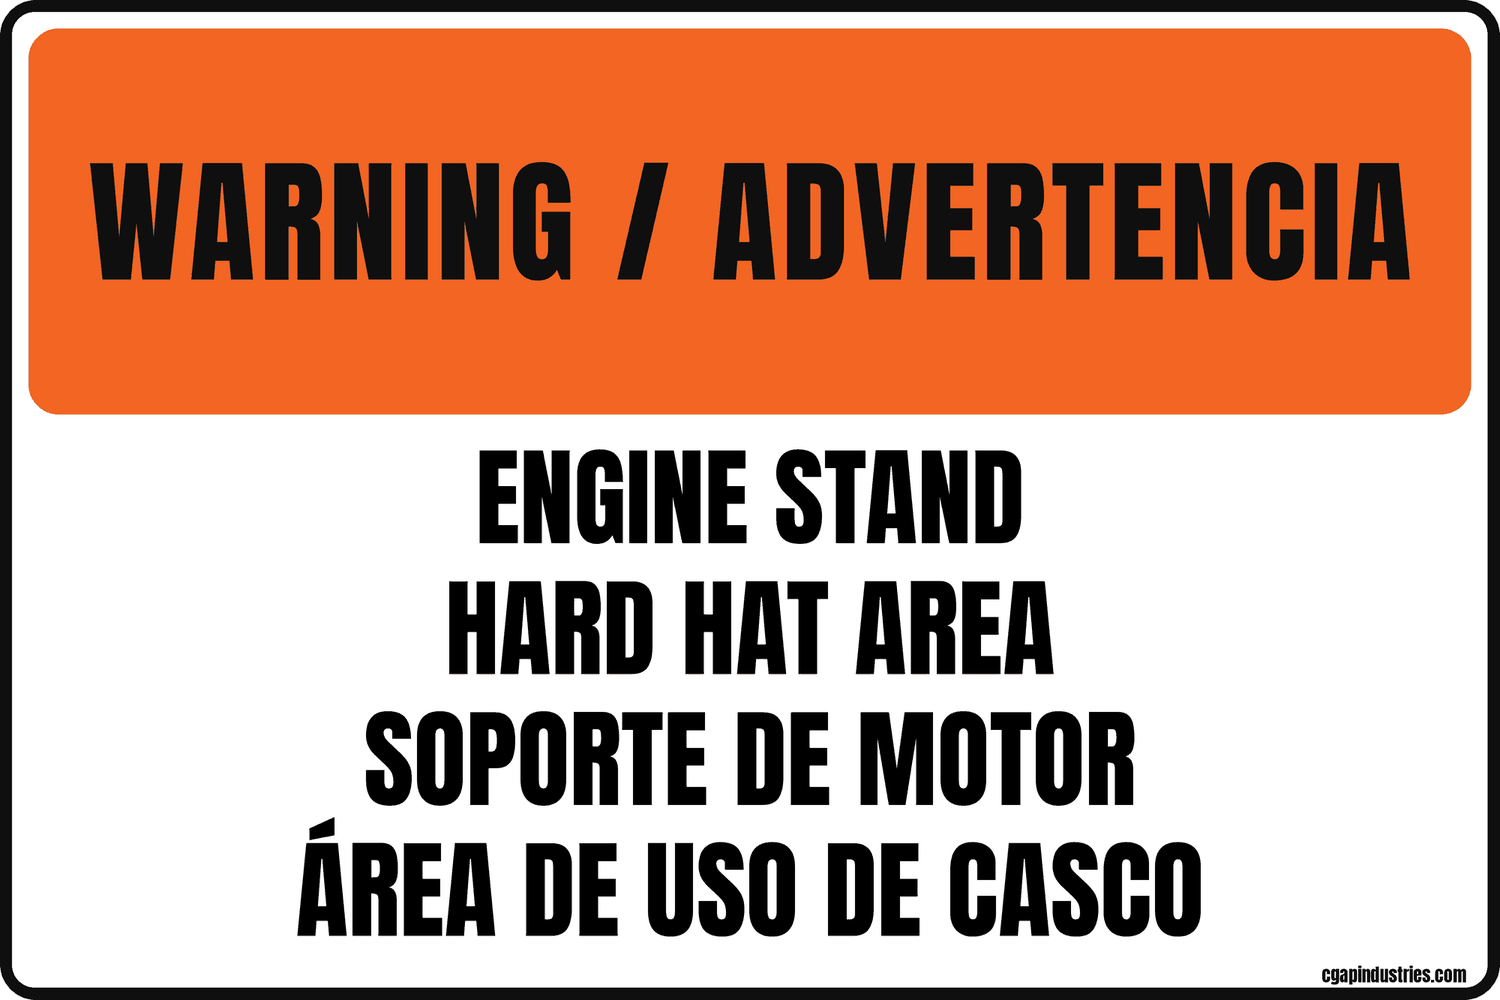 WARNING / ADVERTENCIA
ENGINE STAND
HARD HAT AREA
SOPORTE DE MOTOR
ÁREA DE USO DE CASCO
cgapindustries.com